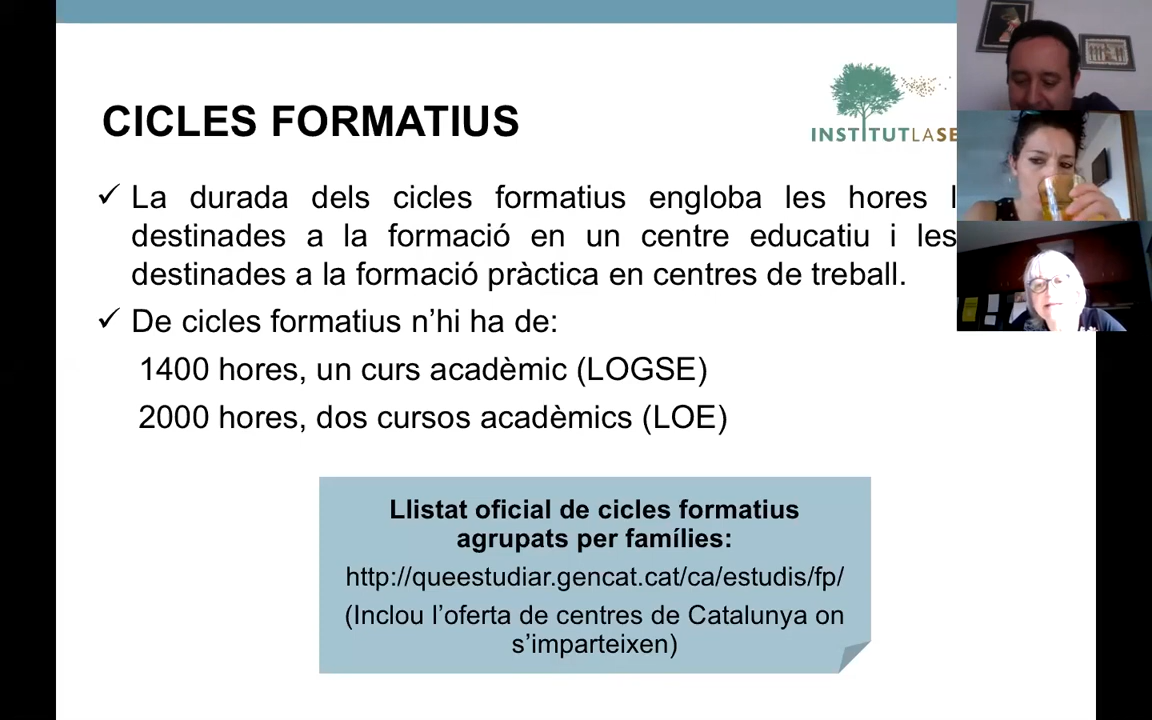 CICLES FORMATIUS
INSTITUTLASE
✓ La durada dels cicles formatius engloba les hores
destinades a la formació en un centre educatiu i les
destinades a la formació pràctica en centres de treball.
✓ De cicles formatius n’hi ha de:
1400 hores, un curs acadèmic (LOGSE)
2000 hores, dos cursos acadèmics (LOE)
Llistat oficial de cicles formatius
agrupats per famílies:
http://queestudiar.gencat.cat/ca/estudis/fp/
(Inclou l’oferta de centres de Catalunya on
s’imparteixen)